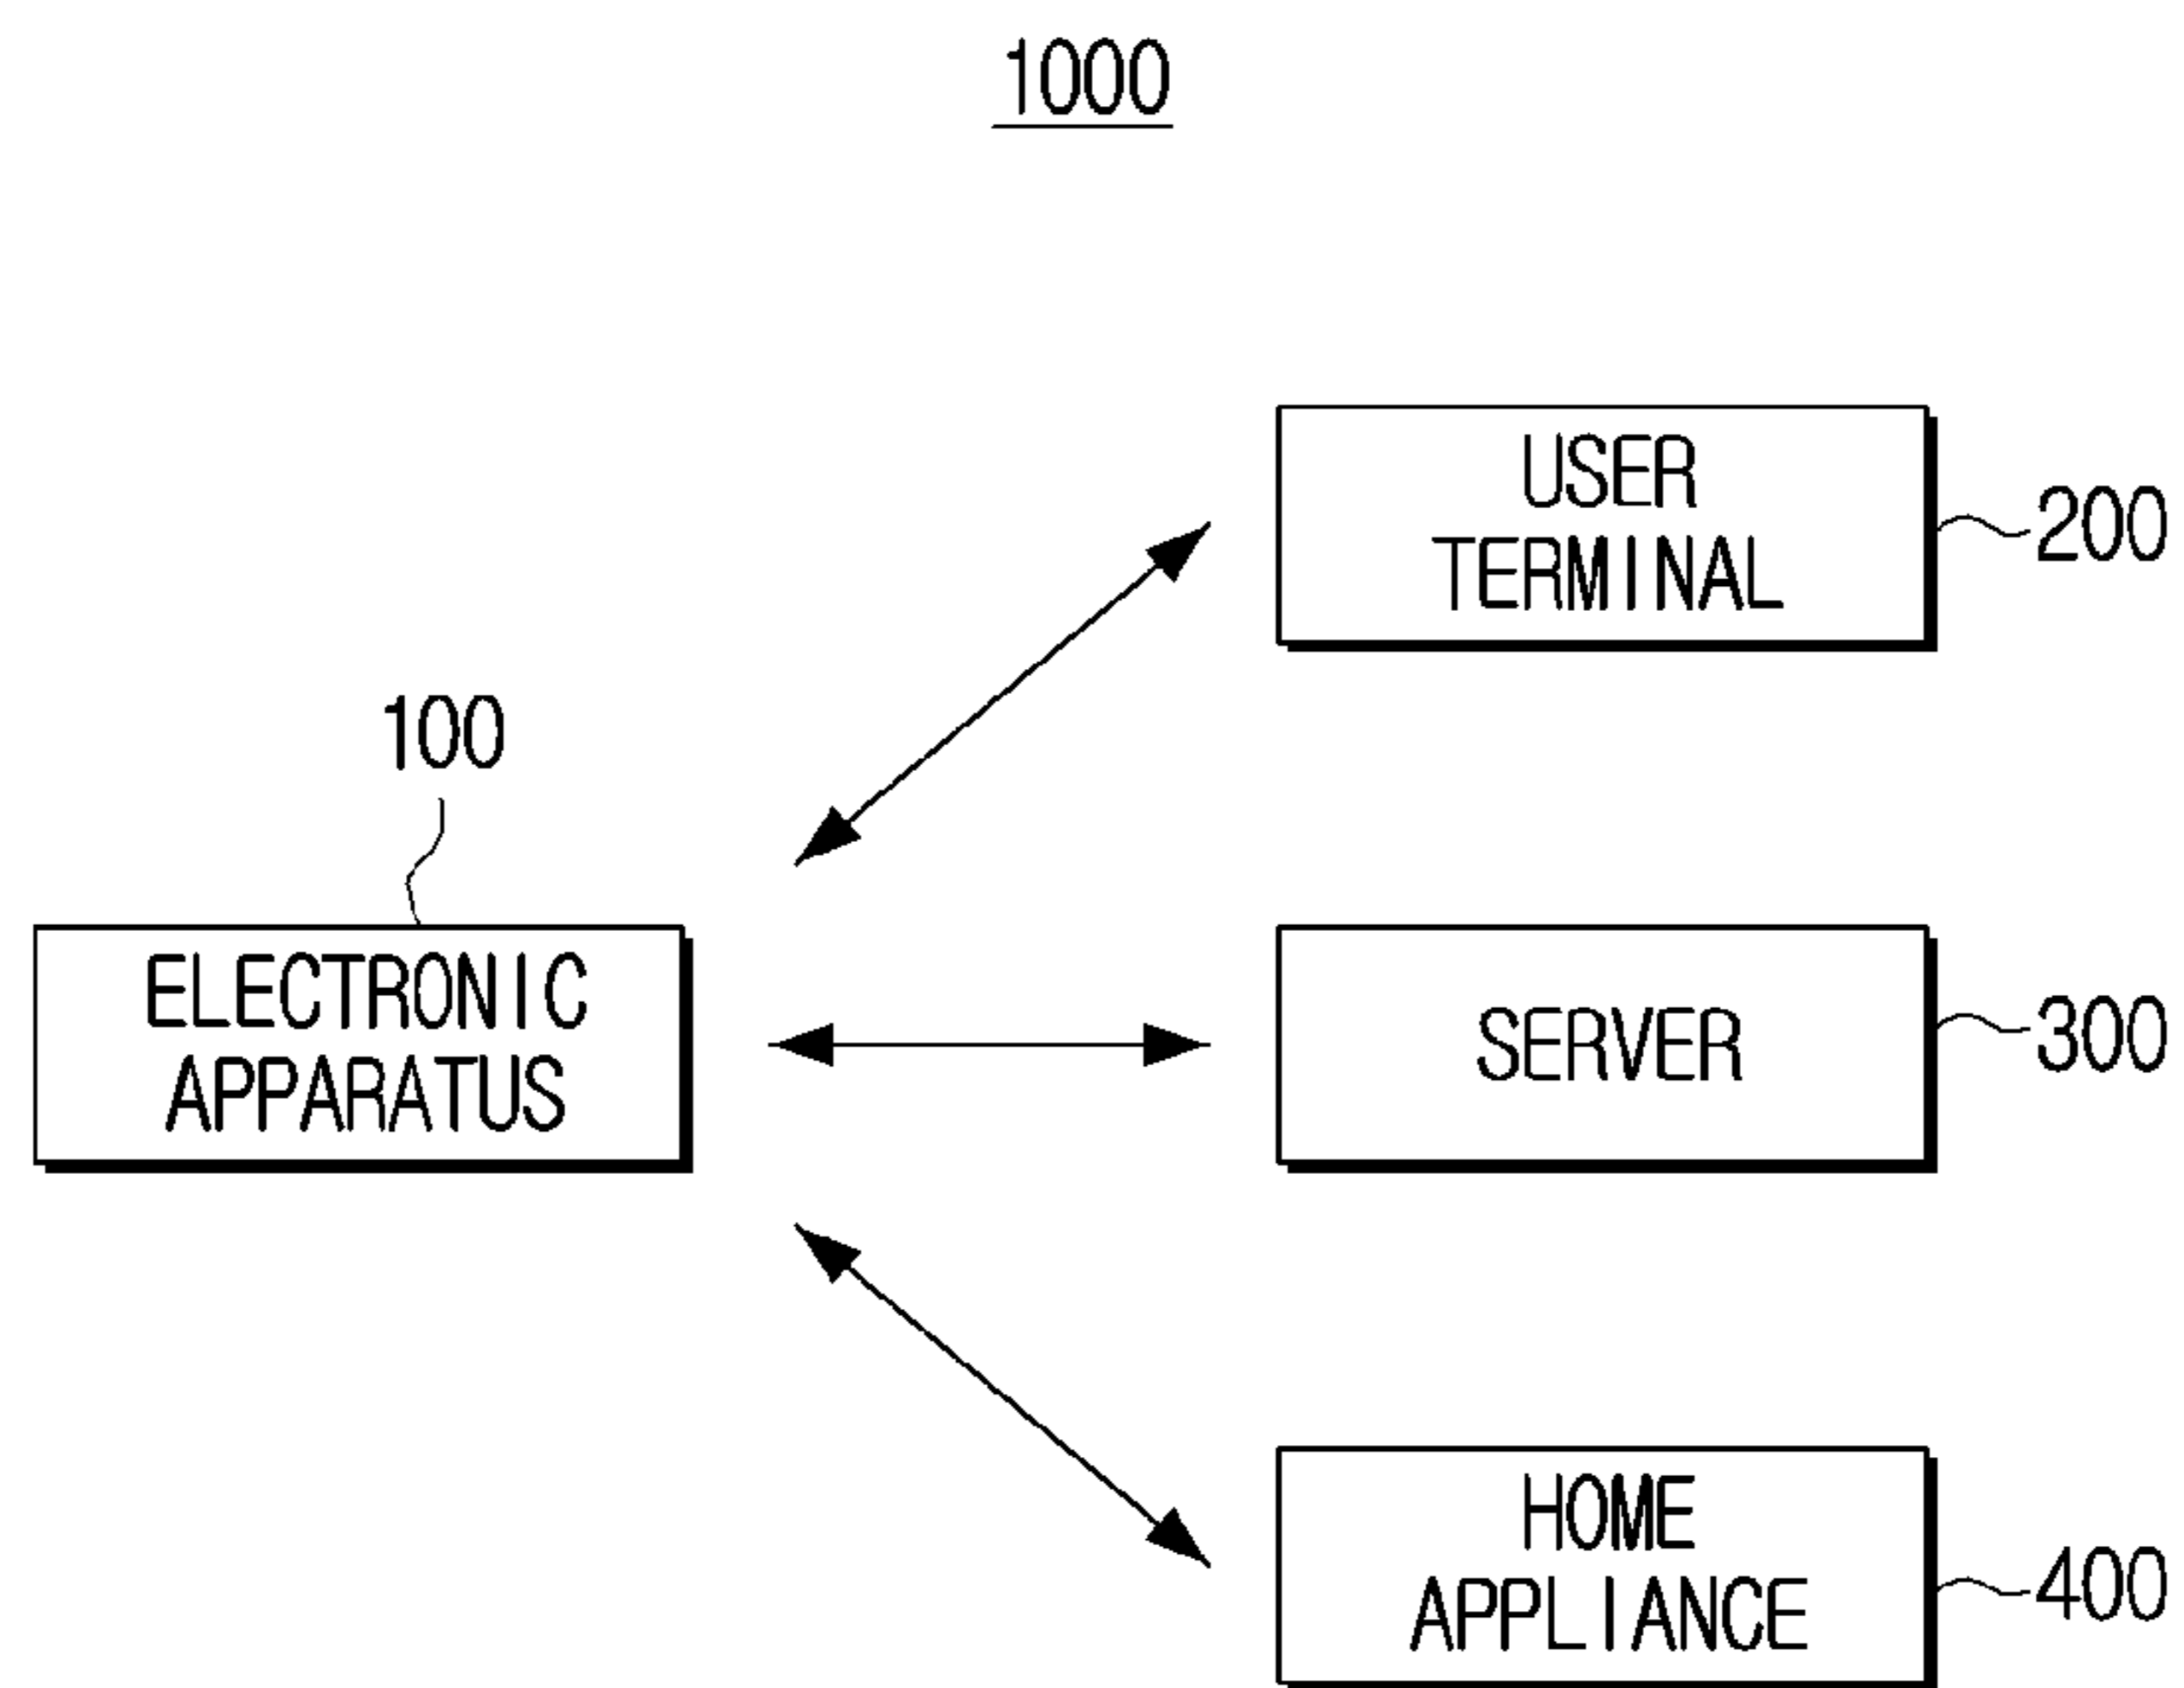 1000
USER
TERMINAL
200
100
ELECTRONIC
APPARATUS
SERVER
300
HOME
APPLIANCE
400